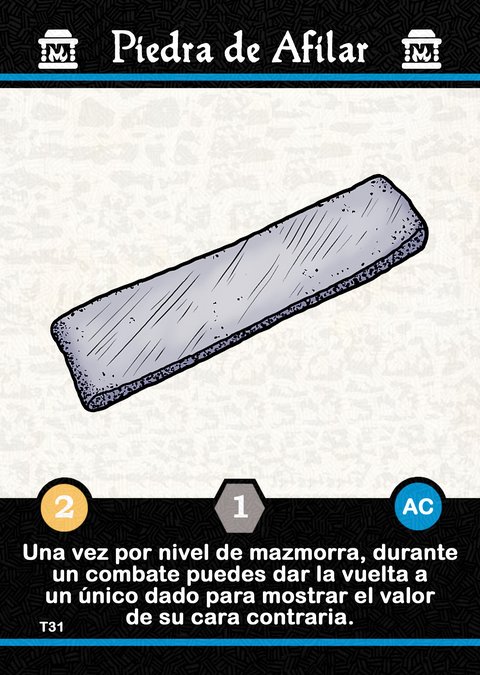 M Piedra de Afilar M
2 1 AC
Una vez por nivel de mazmorra, durante
un combate puedes dar la vuelta a
un único dado para mostrar el valor
de su cara contraria.
T31